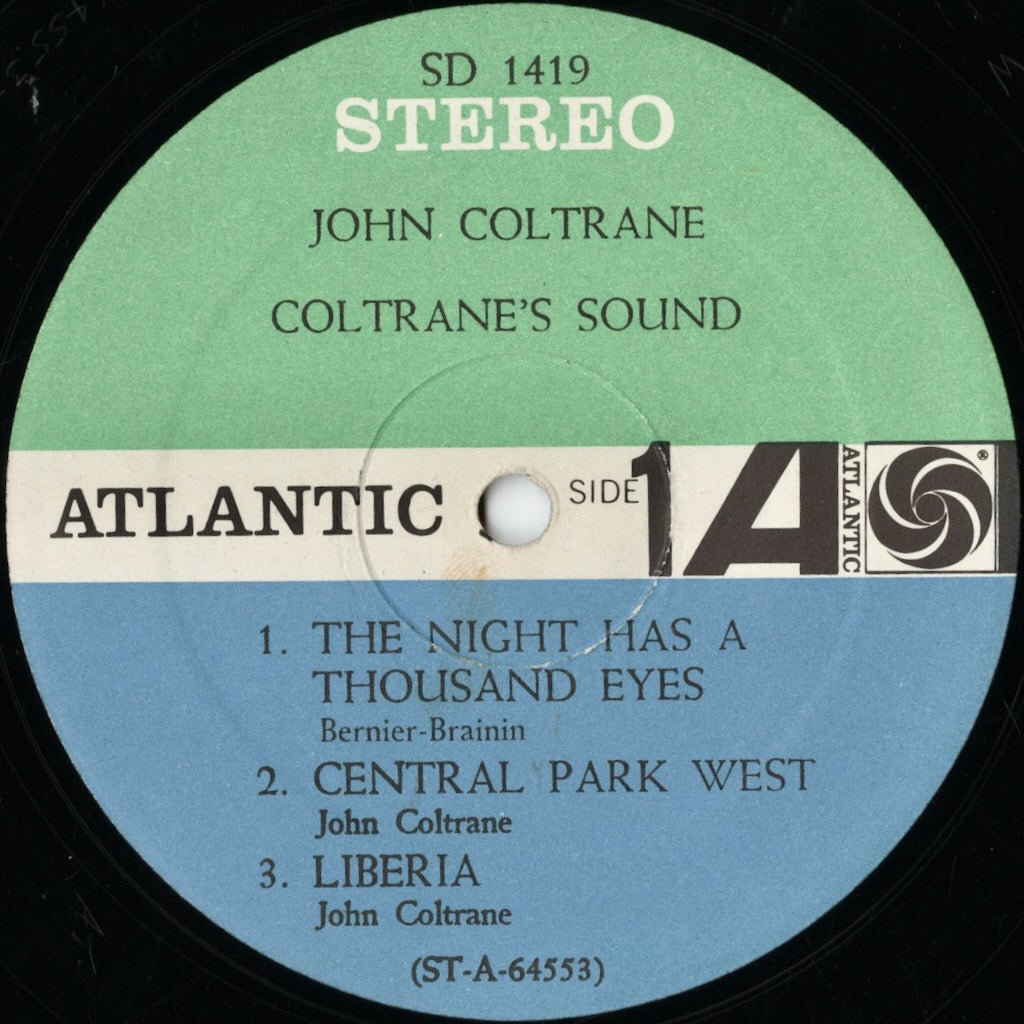 SD 1419
STEREO
JOHN COLTRANE
COLTRANE'S SOUND
ATLANTIC SIDE 1 A ATLANTIC ®
1. THE NIGHT HAS A
THOUSAND EYES
Bernier-Brainin
2. CENTRAL PARK WEST
John Coltrane
3. LIBERIA
John Coltrane
(ST-A-64553)